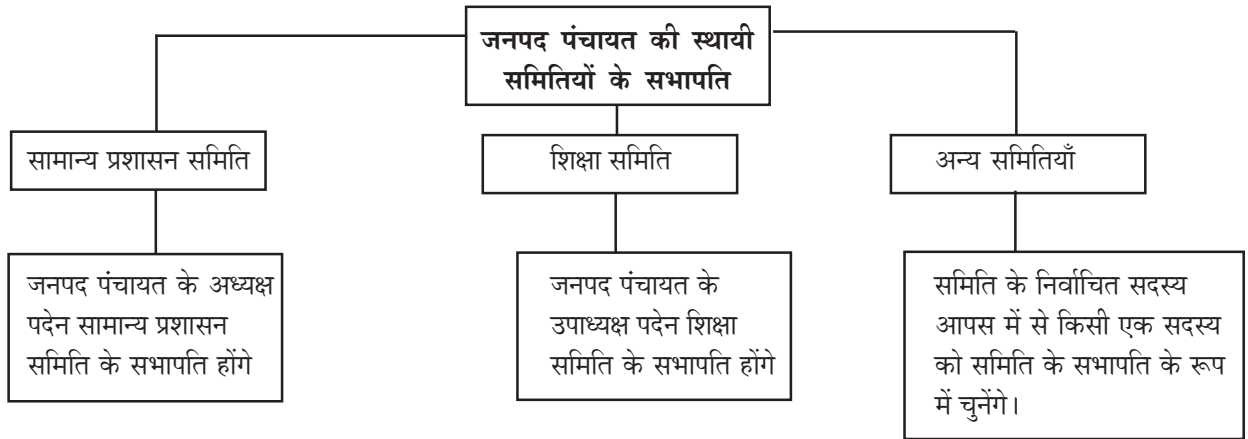 जनपद पंचायत की स्थायी
समितियों के सभापति
सामान्य प्रशासन समिति
शिक्षा समिति
अन्य समितियाँ
जनपद पंचायत के अध्यक्ष
पदेन सामान्य प्रशासन
समिति के सभापति होंगे
जनपद पंचायत के
उपाध्यक्ष पदेन शिक्षा
समिति के सभापति होंगे
समिति के निर्वाचित सदस्य
आपस में से किसी एक सदस्य
को समिति के सभापति के रूप
में चुनेंगे।